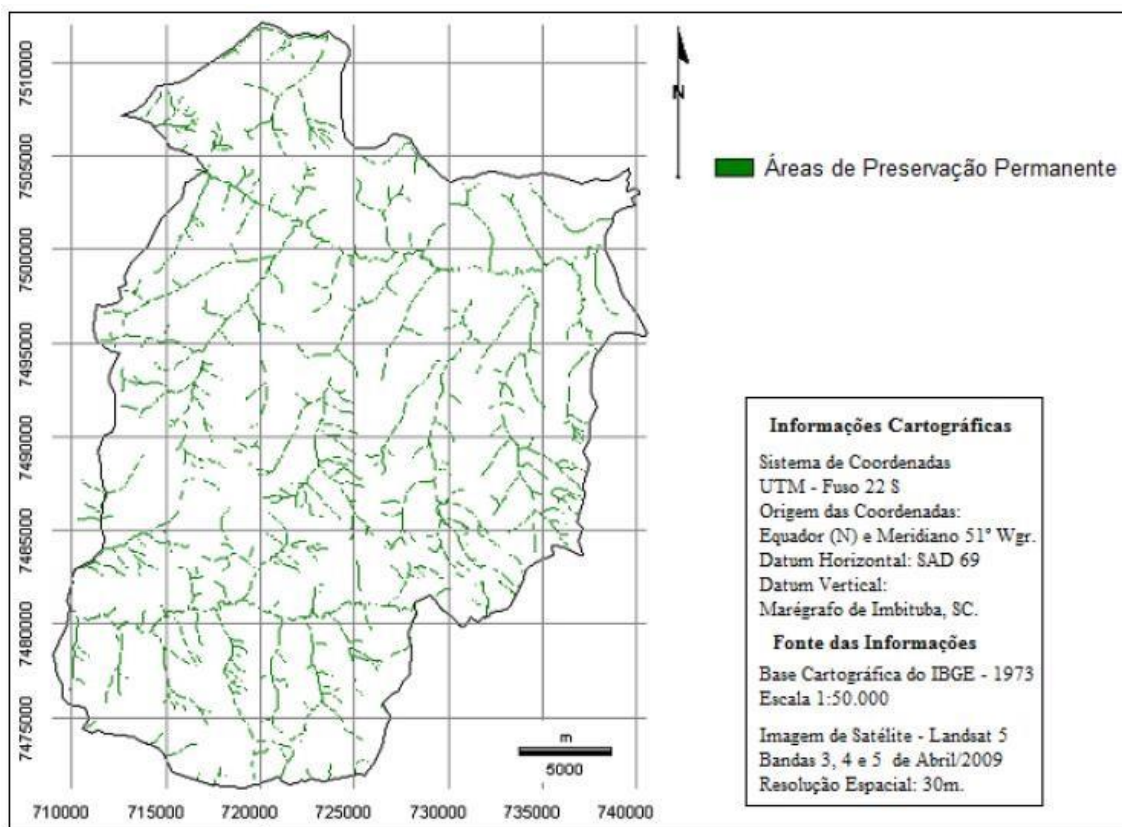 7510000
7505000
7500000
7495000
7490000
7485000
7480000
7475000
710000 715000 720000 725000 730000 735000 740000
m
5000
N
Áreas de Preservação Permanente
Informações Cartográficas
Sistema de Coordenadas
UTM - Fuso 22 S
Origem das Coordenadas:
Equador (N) e Meridiano 51º Wgr.
Datum Horizontal: SAD 69
Datum Vertical:
Marégrafo de Imbituba, SC.
Fonte das Informações
Base Cartográfica do IBGE - 1973
Escala 1:50.000
Imagem de Satélite - Landsat 5
Bandas 3, 4 e 5 de Abril/2009
Resolução Espacial: 30m.